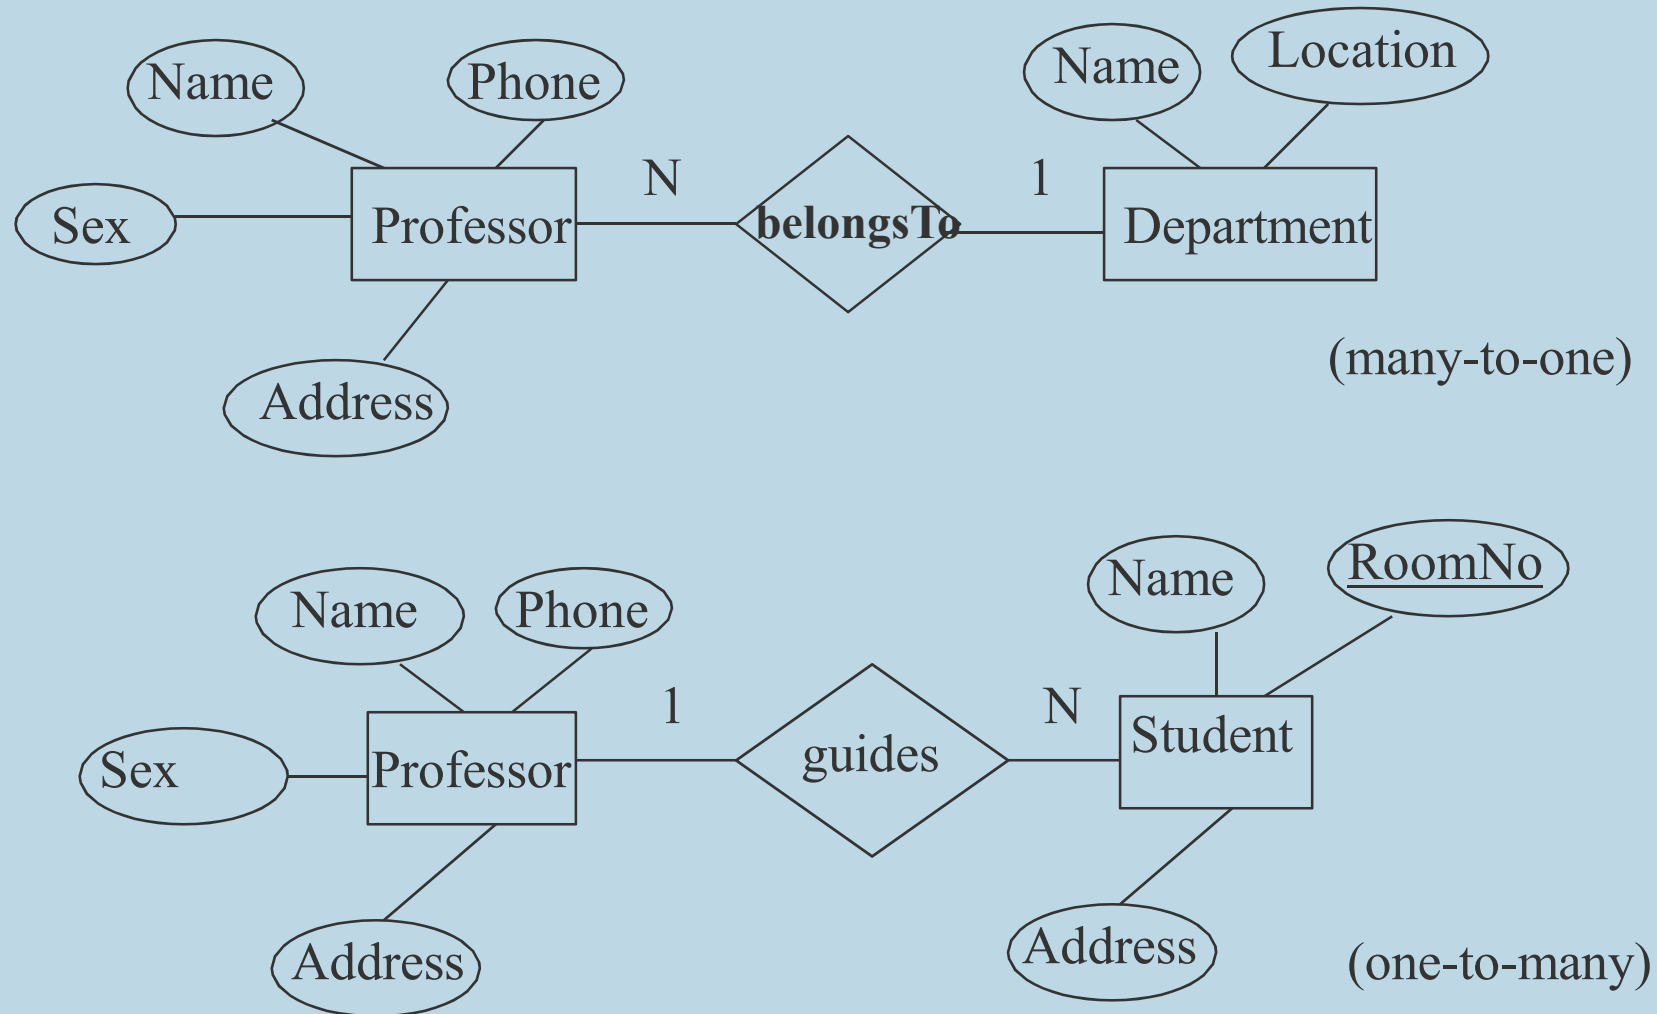 Name
Phone
Name
Location
Sex
Professor
N
belongsTo
1
Department
Address
(many-to-one)
Name
Phone
Name
RoomNo
Sex
Professor
1
guides
N
Student
Address
Address
(one-to-many)